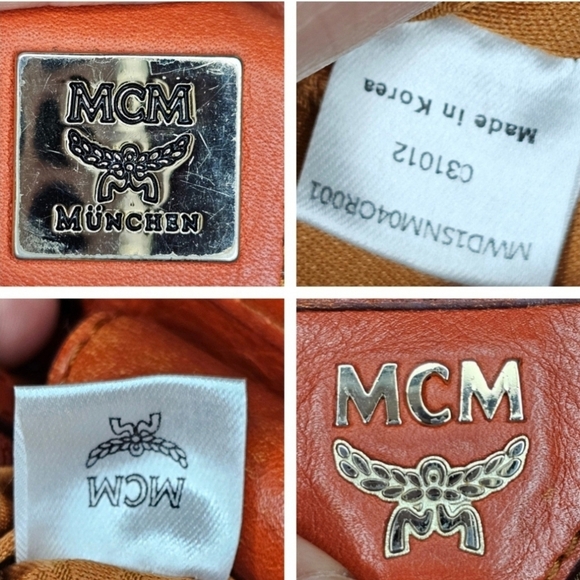 MCM
MÜNCHEN
Made in Korea
C31012
MWD1SNM04OR001
MCM
MCM